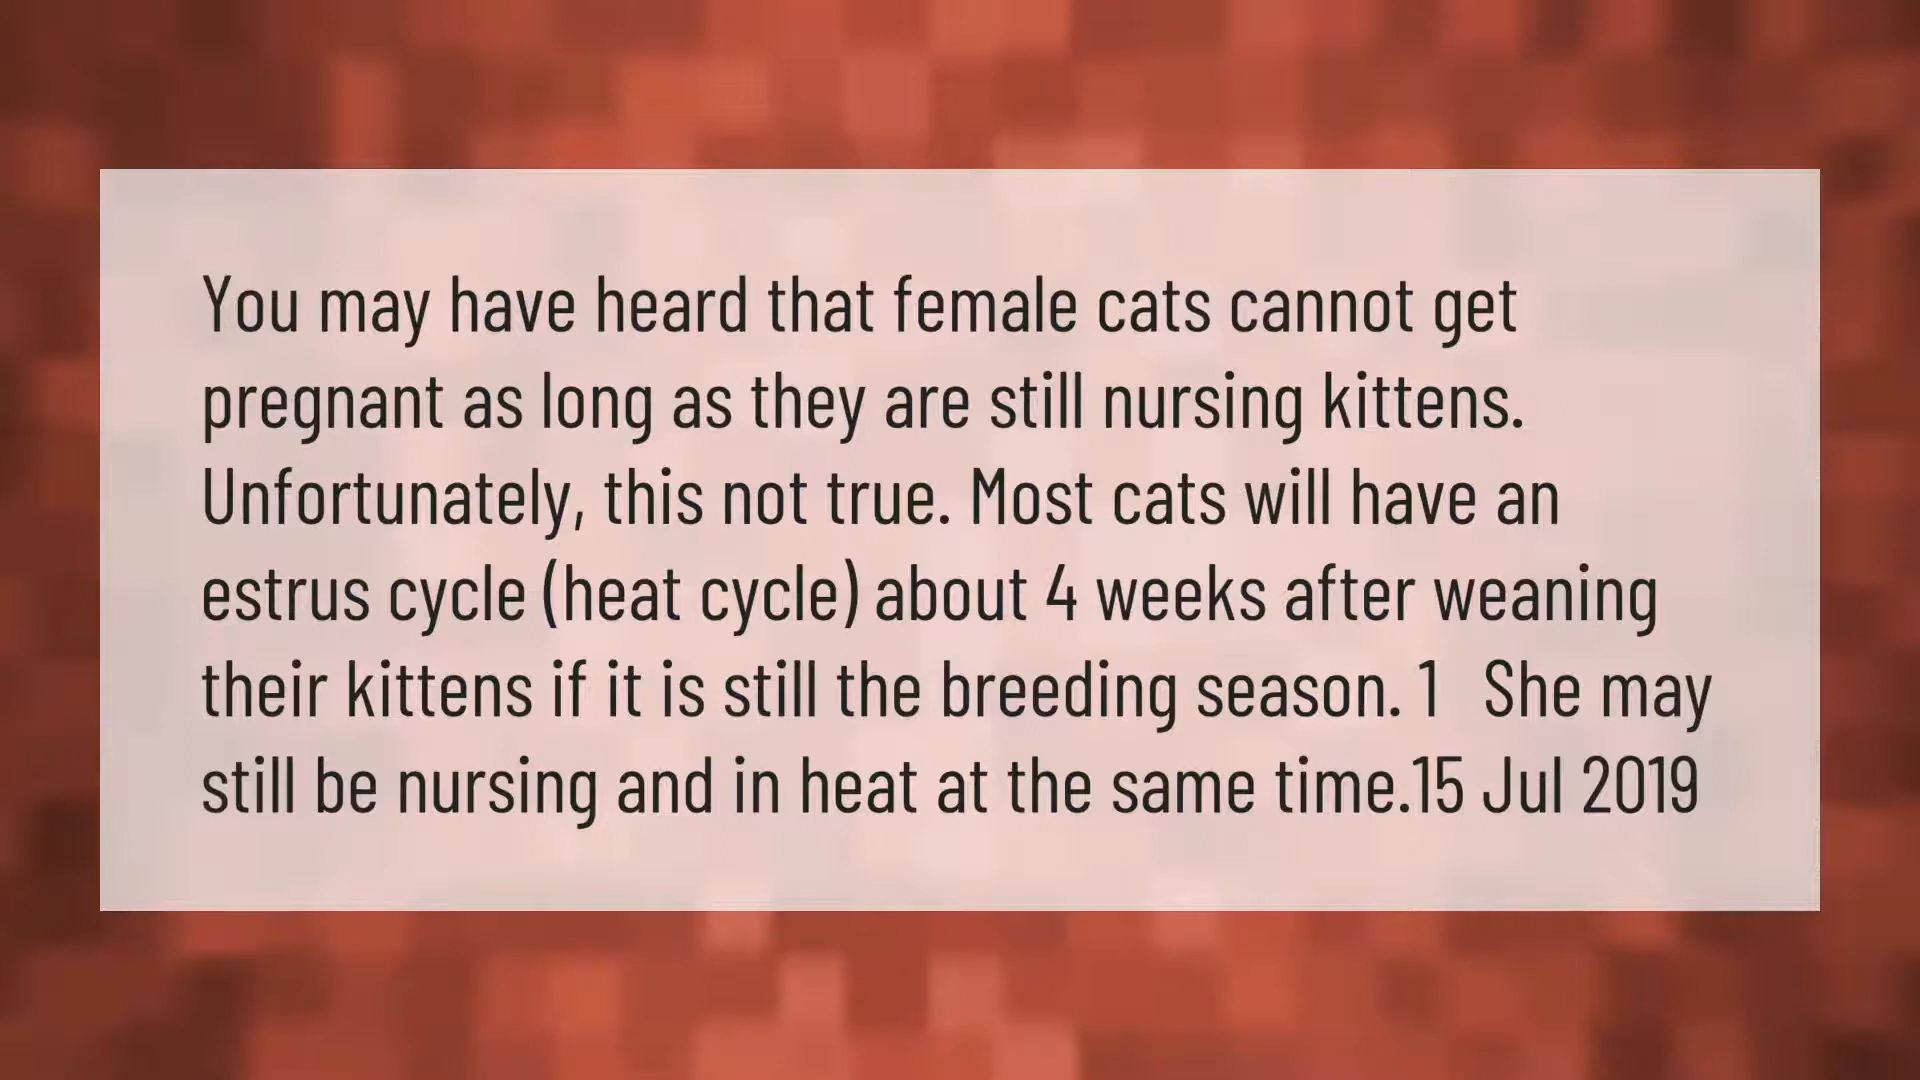 You may have heard that female cats cannot get
pregnant as long as they are still nursing kittens.
Unfortunately, this not true. Most cats will have an
estrus cycle (heat cycle) about 4 weeks after weaning
their kittens if it is still the breeding season. 1 She may
still be nursing and in heat at the same time.15 Jul 2019